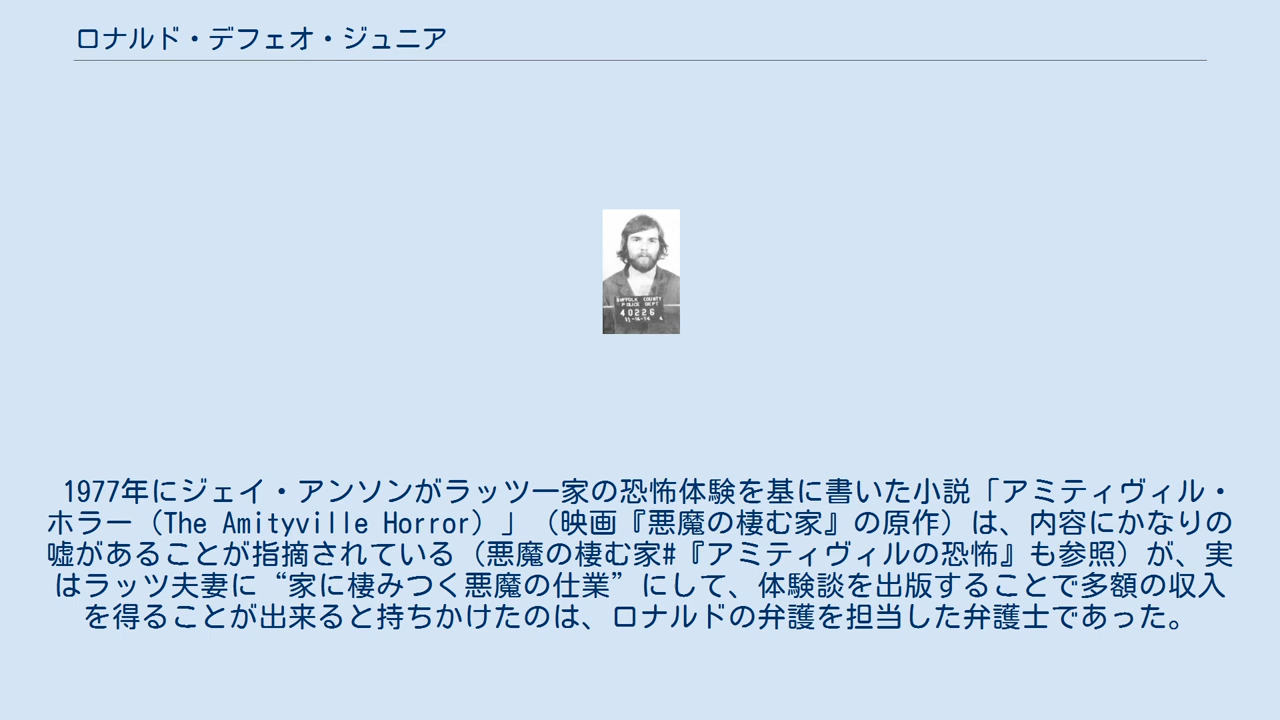 ロナルド・デフェオ・ジュニア
SUFFOLK COUNTY
POLICE DEPT
40226
1977年にジェイ・アンソンがラッツ一家の恐怖体験を基に書いた小説「アミティヴィル・
ホラー（The Amityville Horror）」（映画『悪魔の棲む家』の原作）は、内容にかなりの
嘘があることが指摘されている（悪魔の棲む家#『アミティヴィルの恐怖』も参照）が、実
はラッツ夫妻に“家に棲みつく悪魔の仕業”にして、体験談を出版することで多額の収入
を得ることが出来ると持ちかけたのは、ロナルドの弁護を担当した弁護士であった。